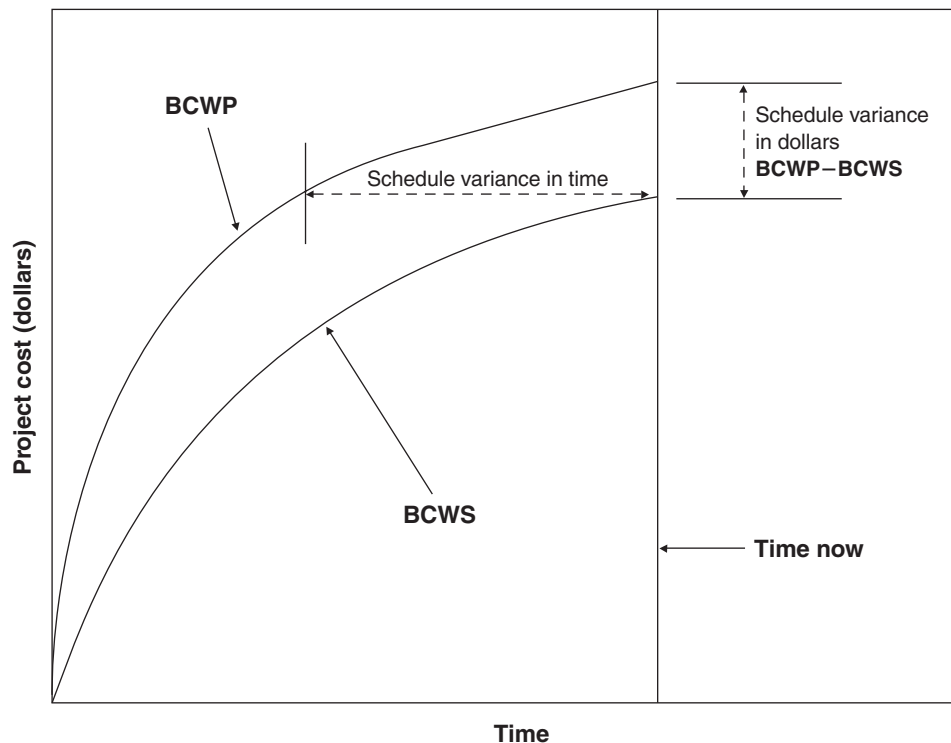 BCWP
Schedule variance
in dollars
BCWP–BCWS
Schedule variance in time
Project cost (dollars)
BCWS
Time now
Time